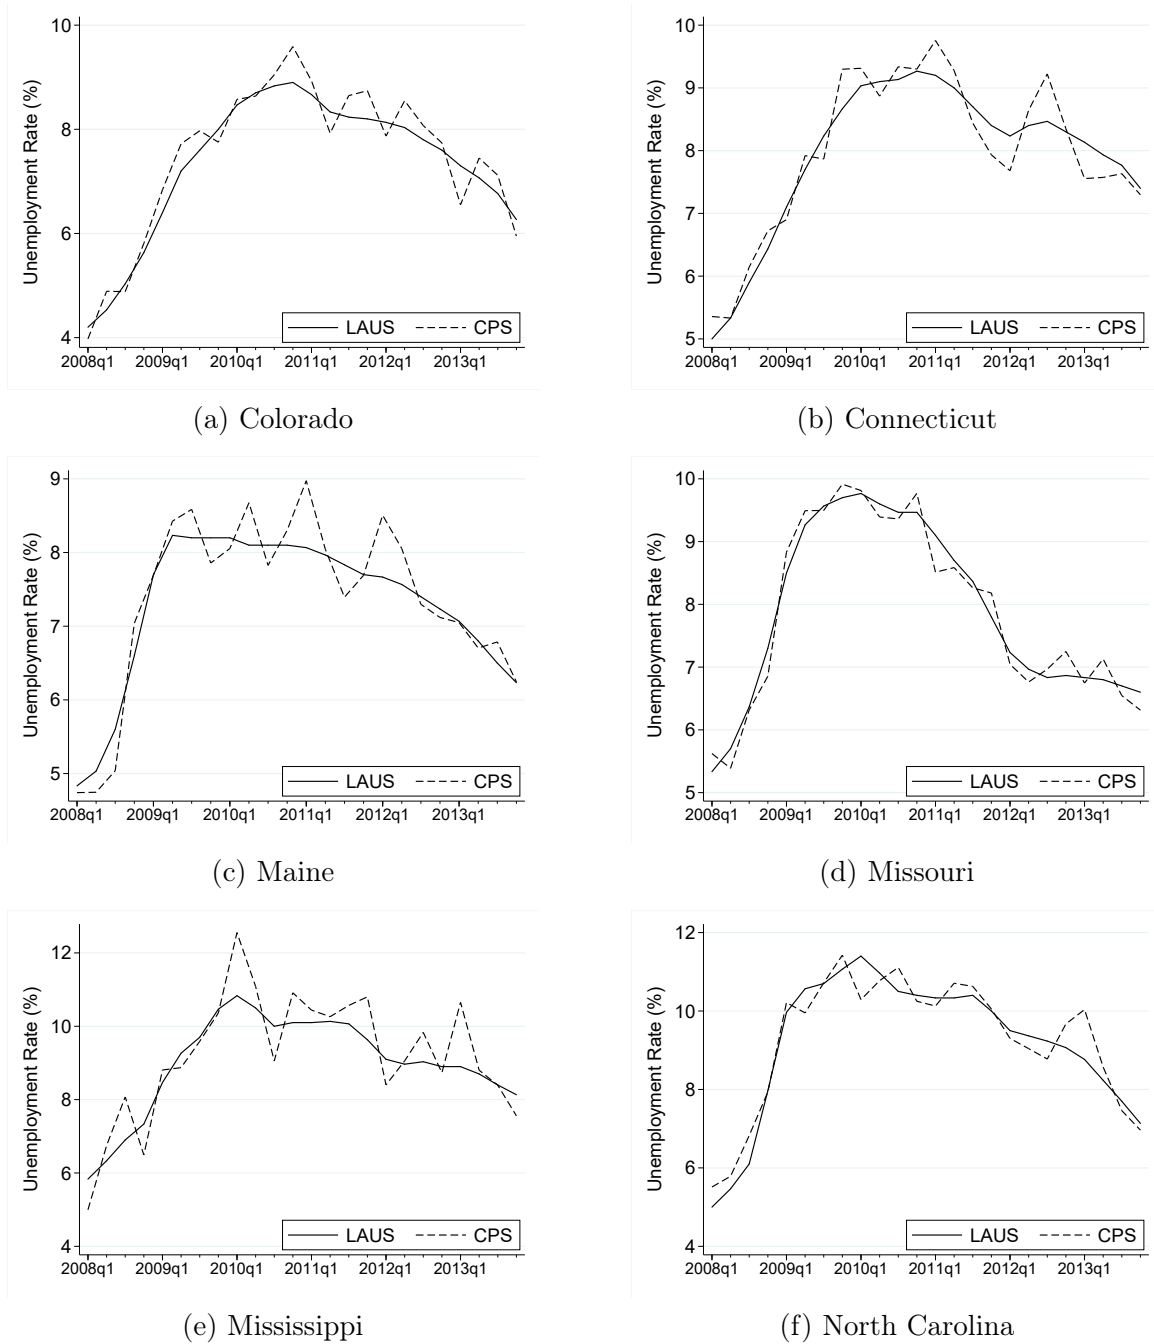 Unemployment Rate (%)
10
8
6
4
2008q1 2009q1 2010q1 2011q1 2012q1 2013q1
LAUS CPS
(a) Colorado
Unemployment Rate (%)
10
9
8
7
6
5
2008q1 2009q1 2010q1 2011q1 2012q1 2013q1
LAUS CPS
(b) Connecticut
Unemployment Rate (%)
9
8
7
6
5
2008q1 2009q1 2010q1 2011q1 2012q1 2013q1
LAUS CPS
(c) Maine
Unemployment Rate (%)
10
9
8
7
6
5
2008q1 2009q1 2010q1 2011q1 2012q1 2013q1
LAUS CPS
(d) Missouri
Unemployment Rate (%)
12
10
8
6
4
2008q1 2009q1 2010q1 2011q1 2012q1 2013q1
LAUS CPS
(e) Mississippi
Unemployment Rate (%)
12
10
8
6
4
2008q1 2009q1 2010q1 2011q1 2012q1 2013q1
LAUS CPS
(f) North Carolina